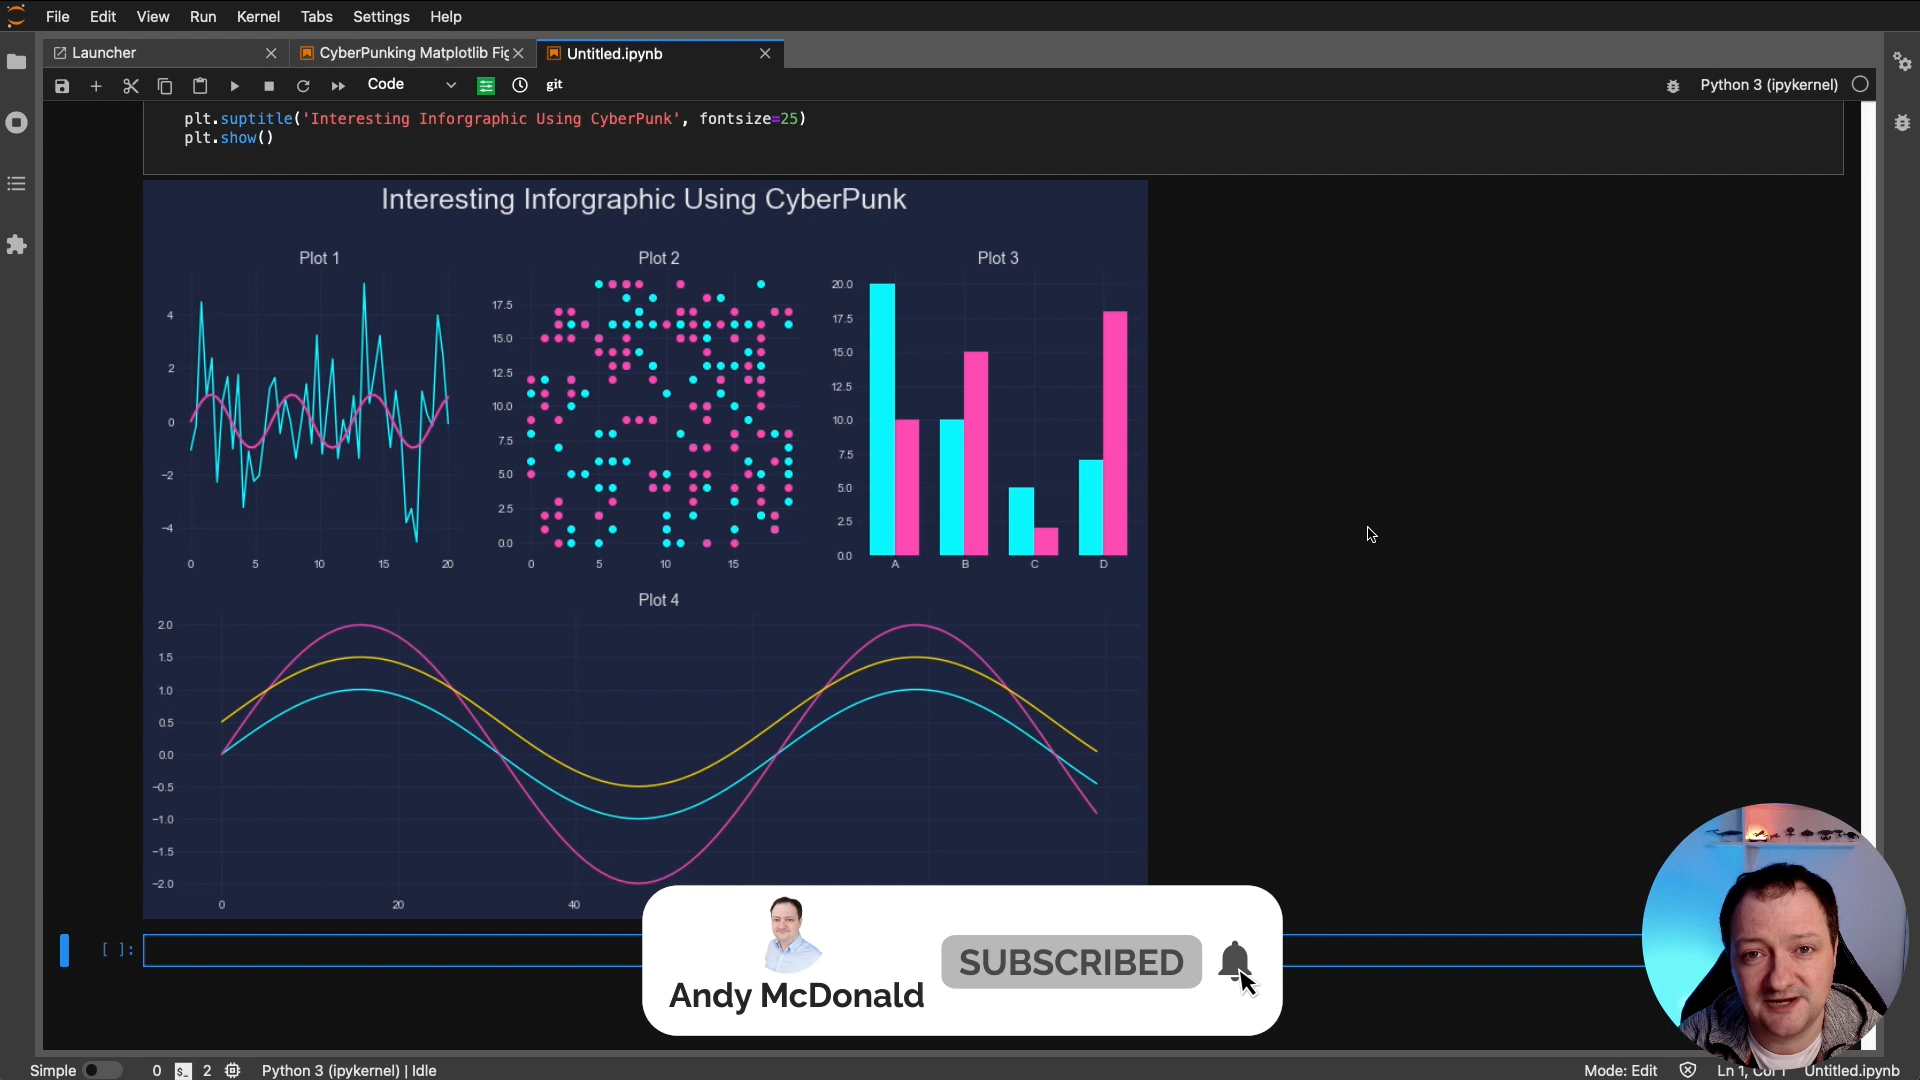 File Edit View Run Kernel Tabs Settings Help
Launcher
CyberPunking Matplotlib Fig
Untitled.ipynb
Code
git
Python 3 (ipykernel)
plt.suptitle('Interesting Inforgraphic Using CyberPunk', fontsize=25)
plt.show()
Interesting Inforgraphic Using CyberPunk
Plot 1
4
2
0
−2
−4
0 5 10 15 20
Plot 2
17.5
15.0
12.5
10.0
7.5
5.0
2.5
0.0
0 5 10 15
Plot 3
20.0
17.5
15.0
12.5
10.0
7.5
5.0
2.5
0.0
A B C D
Plot 4
2.0
1.5
1.0
0.5
0.0
−0.5
−1.0
−1.5
−2.0
0 20 40
[ ]:
Andy McDonald
SUBSCRIBED
Simple
0
2
Python 3 (ipykernel) | Idle
Mode: Edit
Ln 1, Col 1
Untitled.ipynb